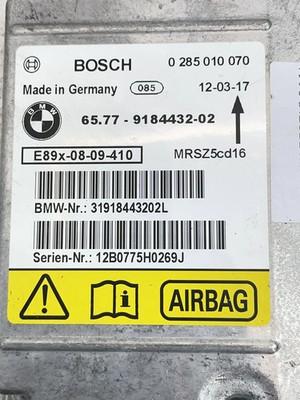 BOSCH 0 285 010 070
Made in Germany 085 12-03-17
BMW
65.77 - 9184432-02
E89x-08-09-410 MRSZ5cd16
BMW-Nr.: 31918443202L
Serien-Nr.: 12B0775H0269J
AIRBAG